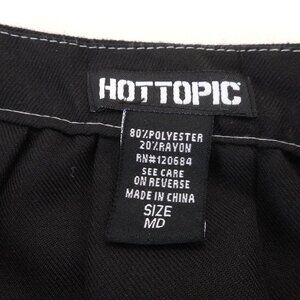 HOTTOPIC
80%POLYESTER
20%RAYON
RN#120684
SEE CARE
ON REVERSE
MADE IN CHINA
SIZE
MD